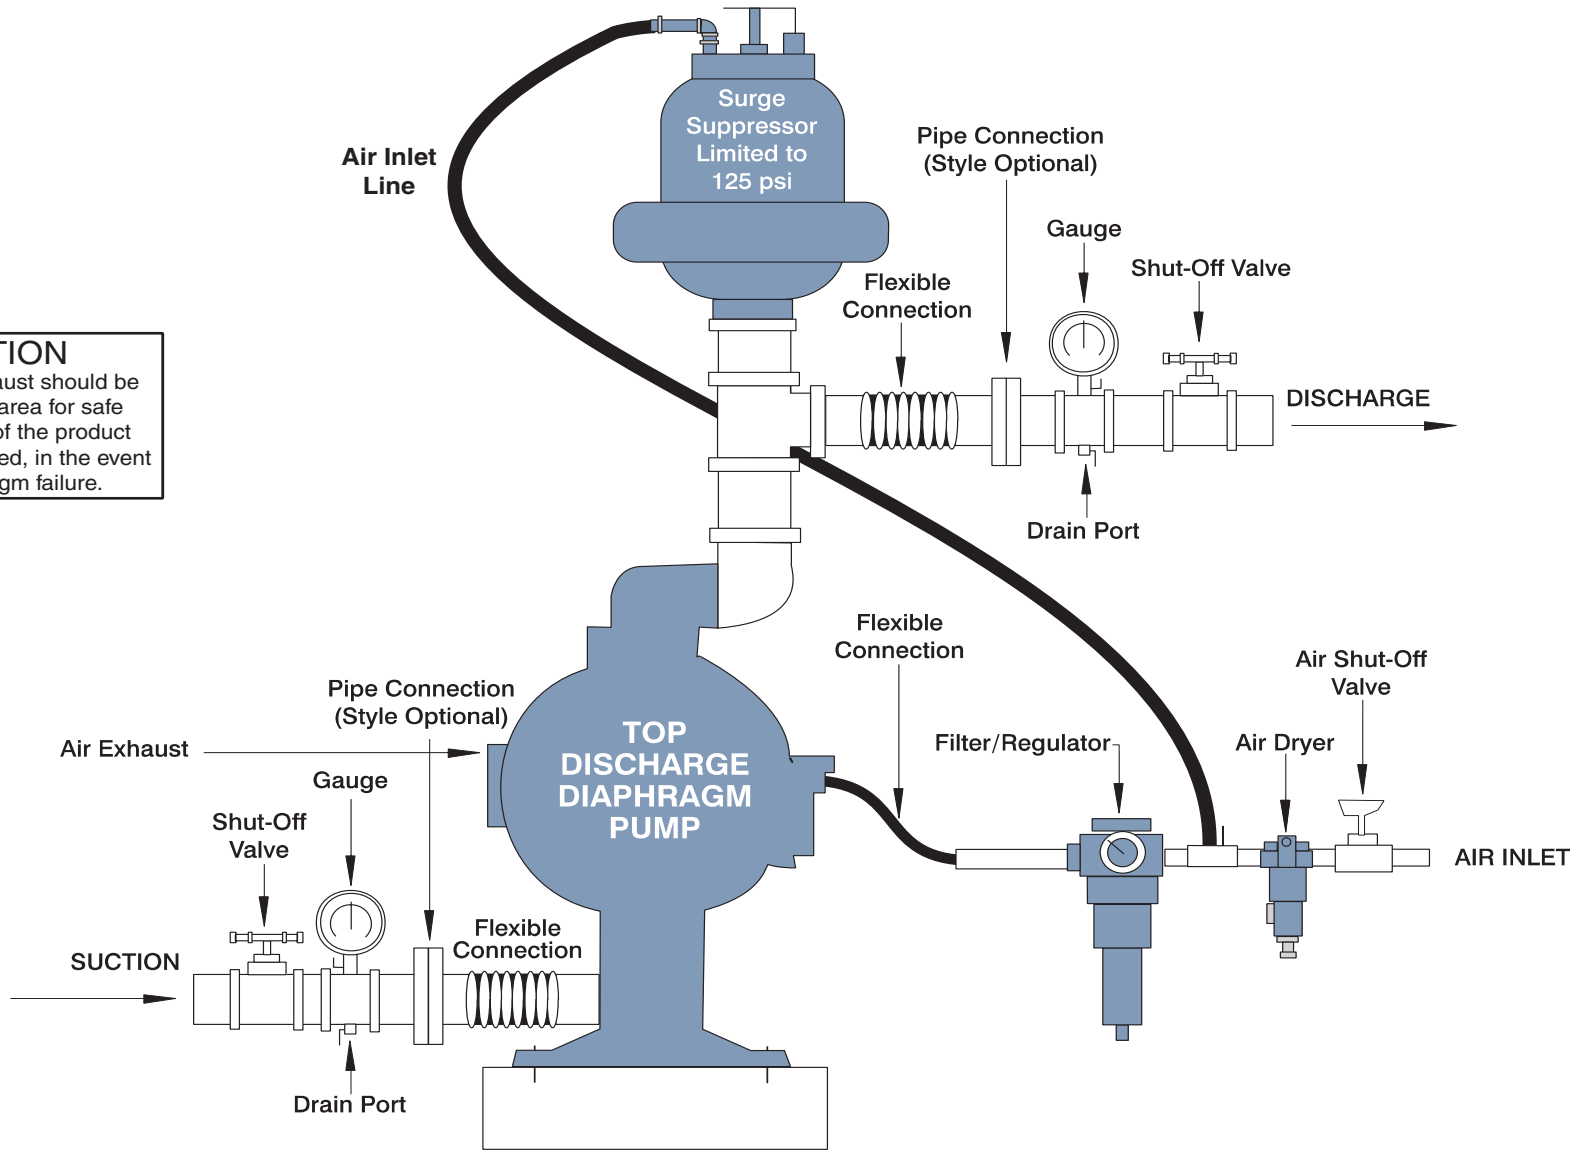 Surge
Suppressor
Limited to
125 psi
Air Inlet
Line
Pipe Connection
(Style Optional)
Gauge
Shut-Off Valve
Flexible
Connection
DISCHARGE
Drain Port
TION
aust should be
area for safe
of the product
ed, in the event
gm failure.
Flexible
Connection
Air Shut-Off
Valve
Pipe Connection
(Style Optional)
TOP
DISCHARGE
DIAPHRAGM
PUMP
Air Exhaust
Filter/Regulator
Air Dryer
Gauge
Shut-Off
Valve
AIR INLET
Flexible
Connection
SUCTION
Drain Port